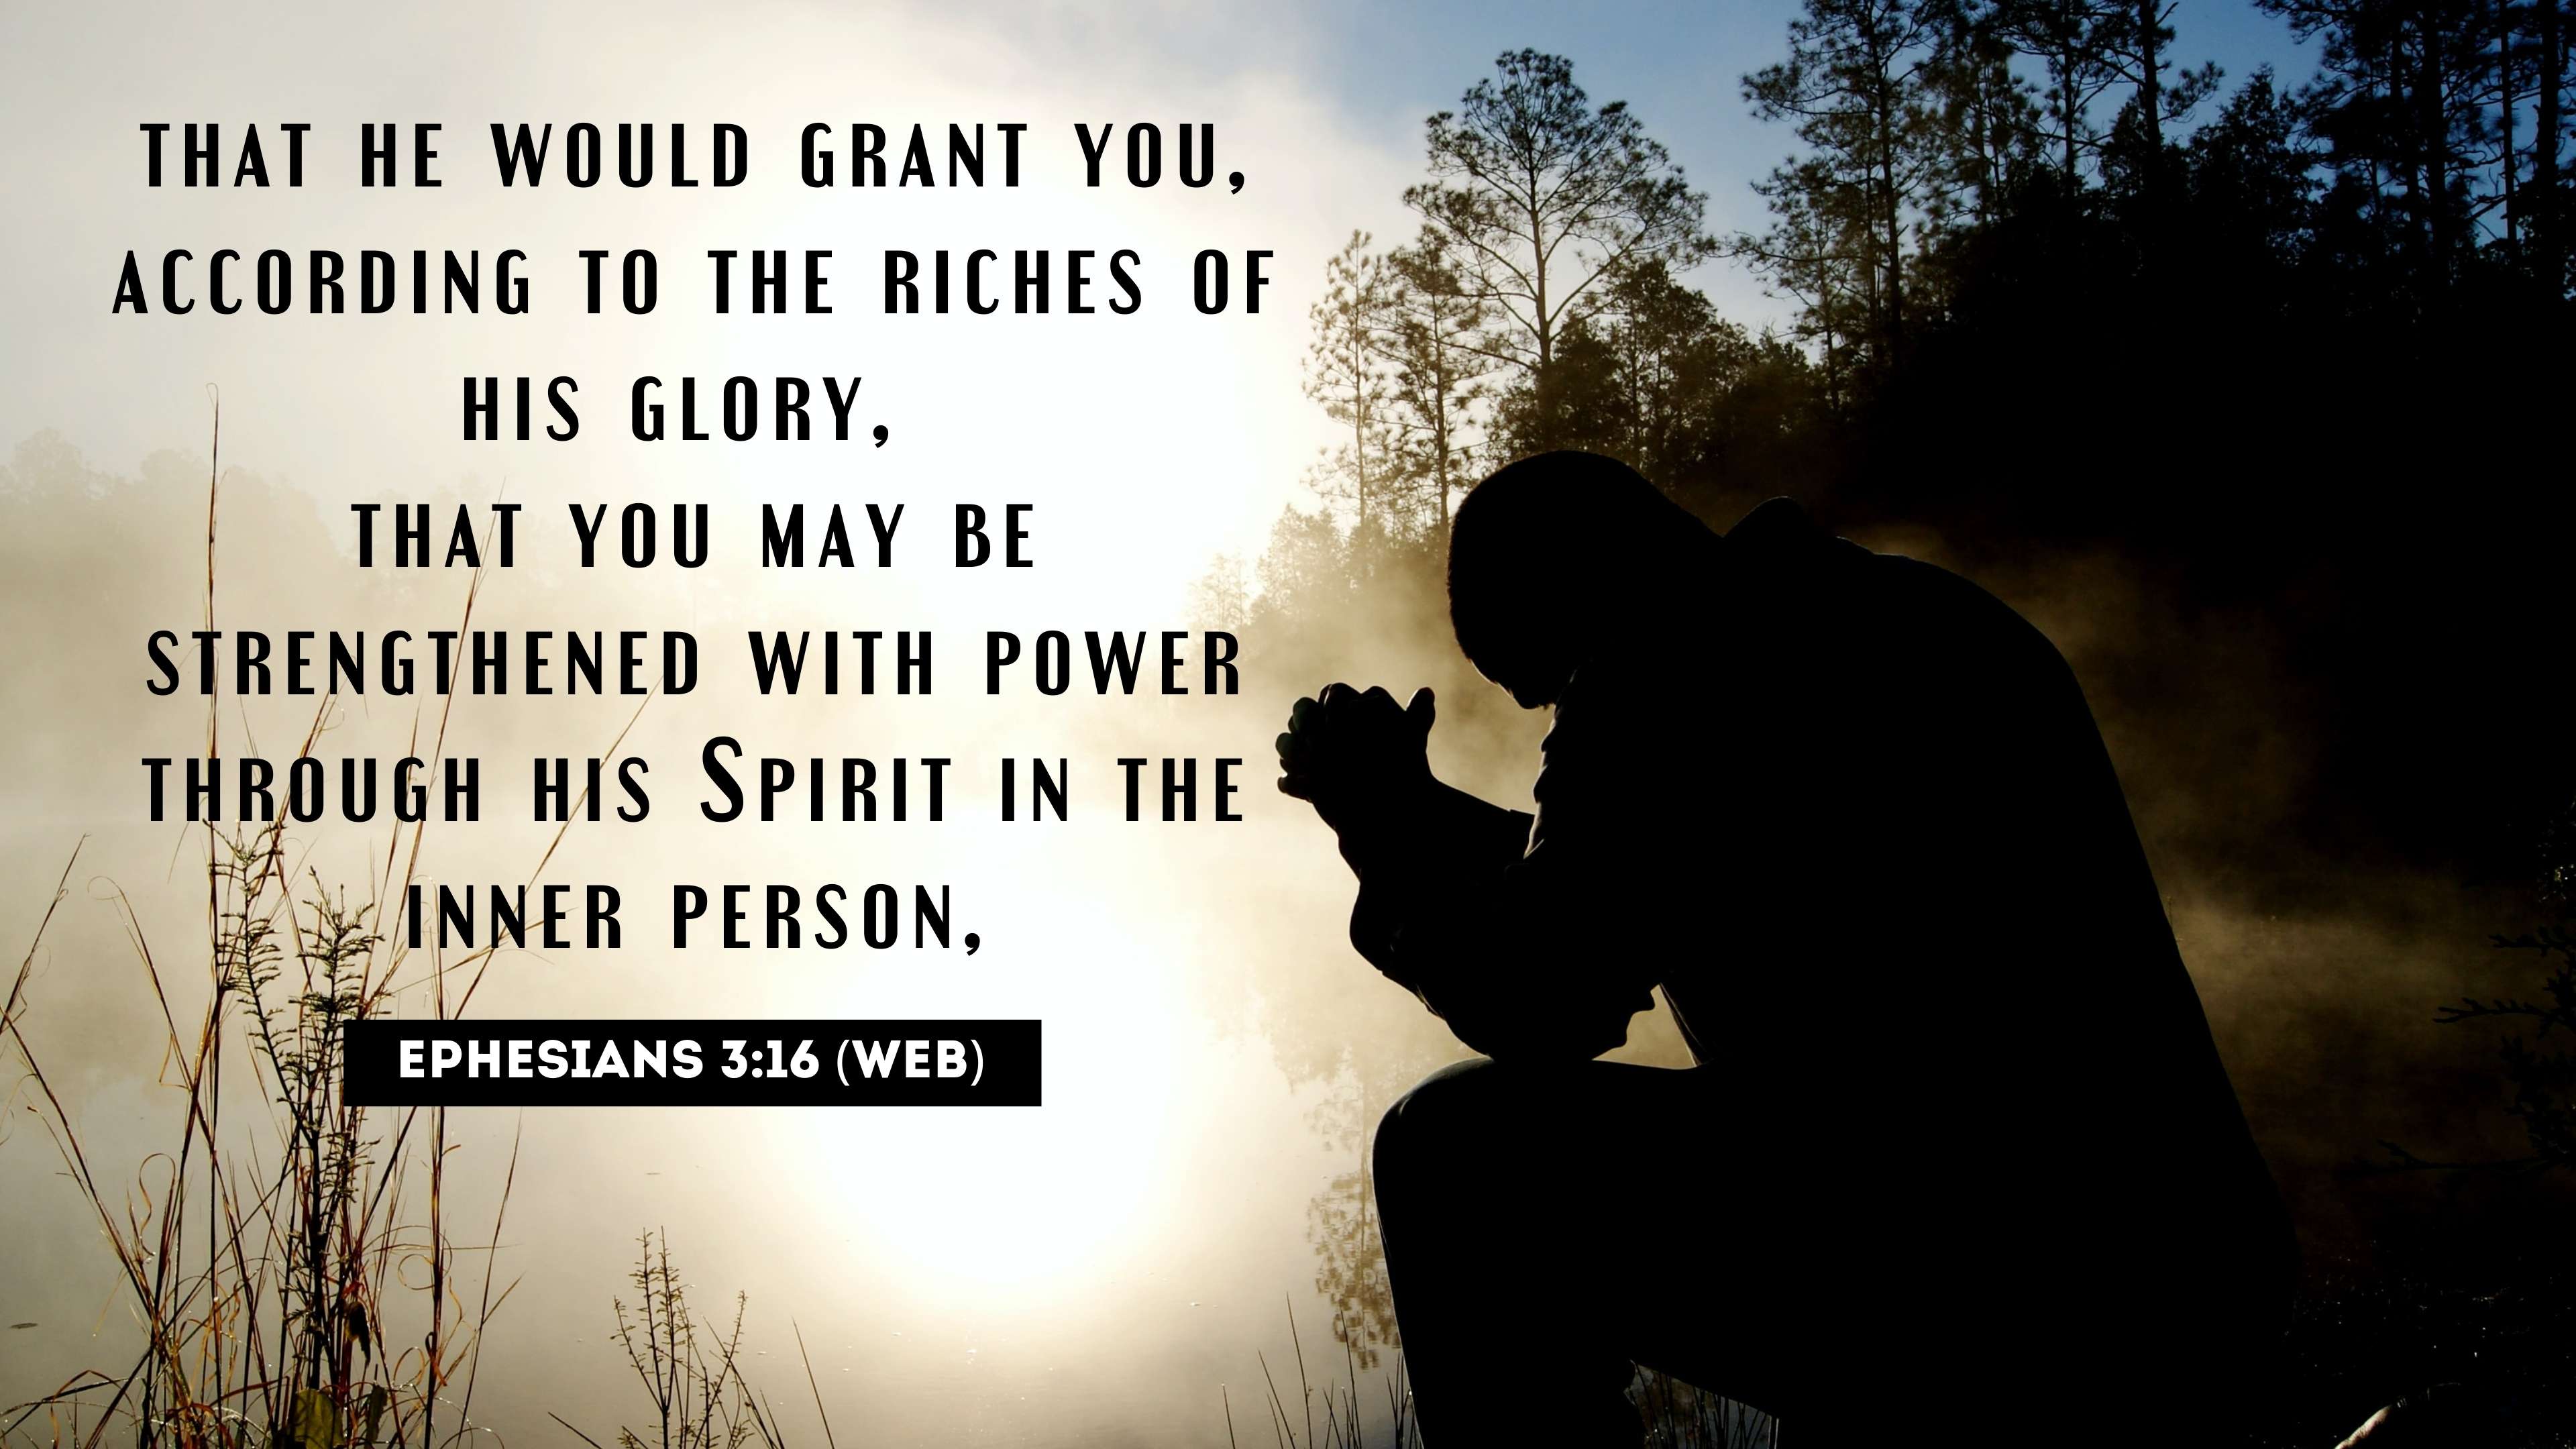 THAT HE WOULD GRANT YOU,
ACCORDING TO THE RICHES OF
HIS GLORY,
THAT YOU MAY BE
STRENGTHENED WITH POWER
THROUGH HIS SPIRIT IN THE
INNER PERSON,
EPHESIANS 3:16 (WEB)